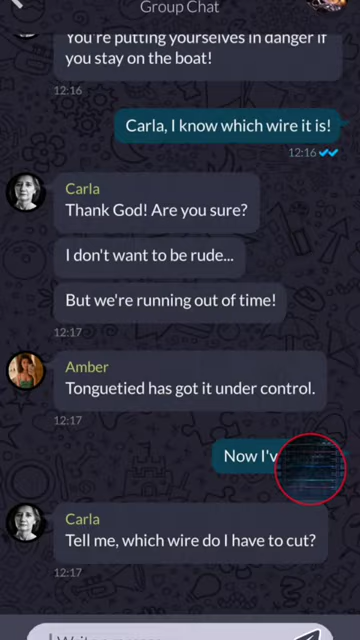 Group Chat
You're putting yourselves in danger if
you stay on the boat!
12:16
Carla, I know which wire it is!
12:16
Carla
Thank God! Are you sure?
I don't want to be rude...
But we're running out of time!
12:17
Amber
Tonguetied has got it under control.
12:17
Now I'v
Carla
Tell me, which wire do I have to cut?
12:17